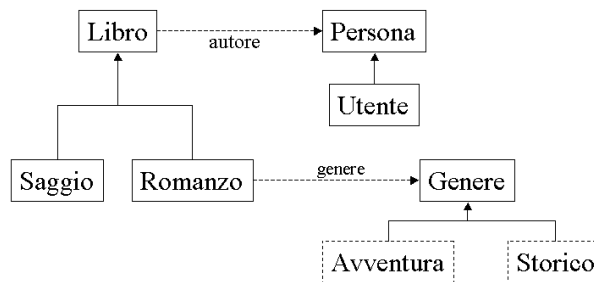 Libro
autore
Persona
Utente
Saggio
Romanzo
genere
Genere
Avventura
Storico